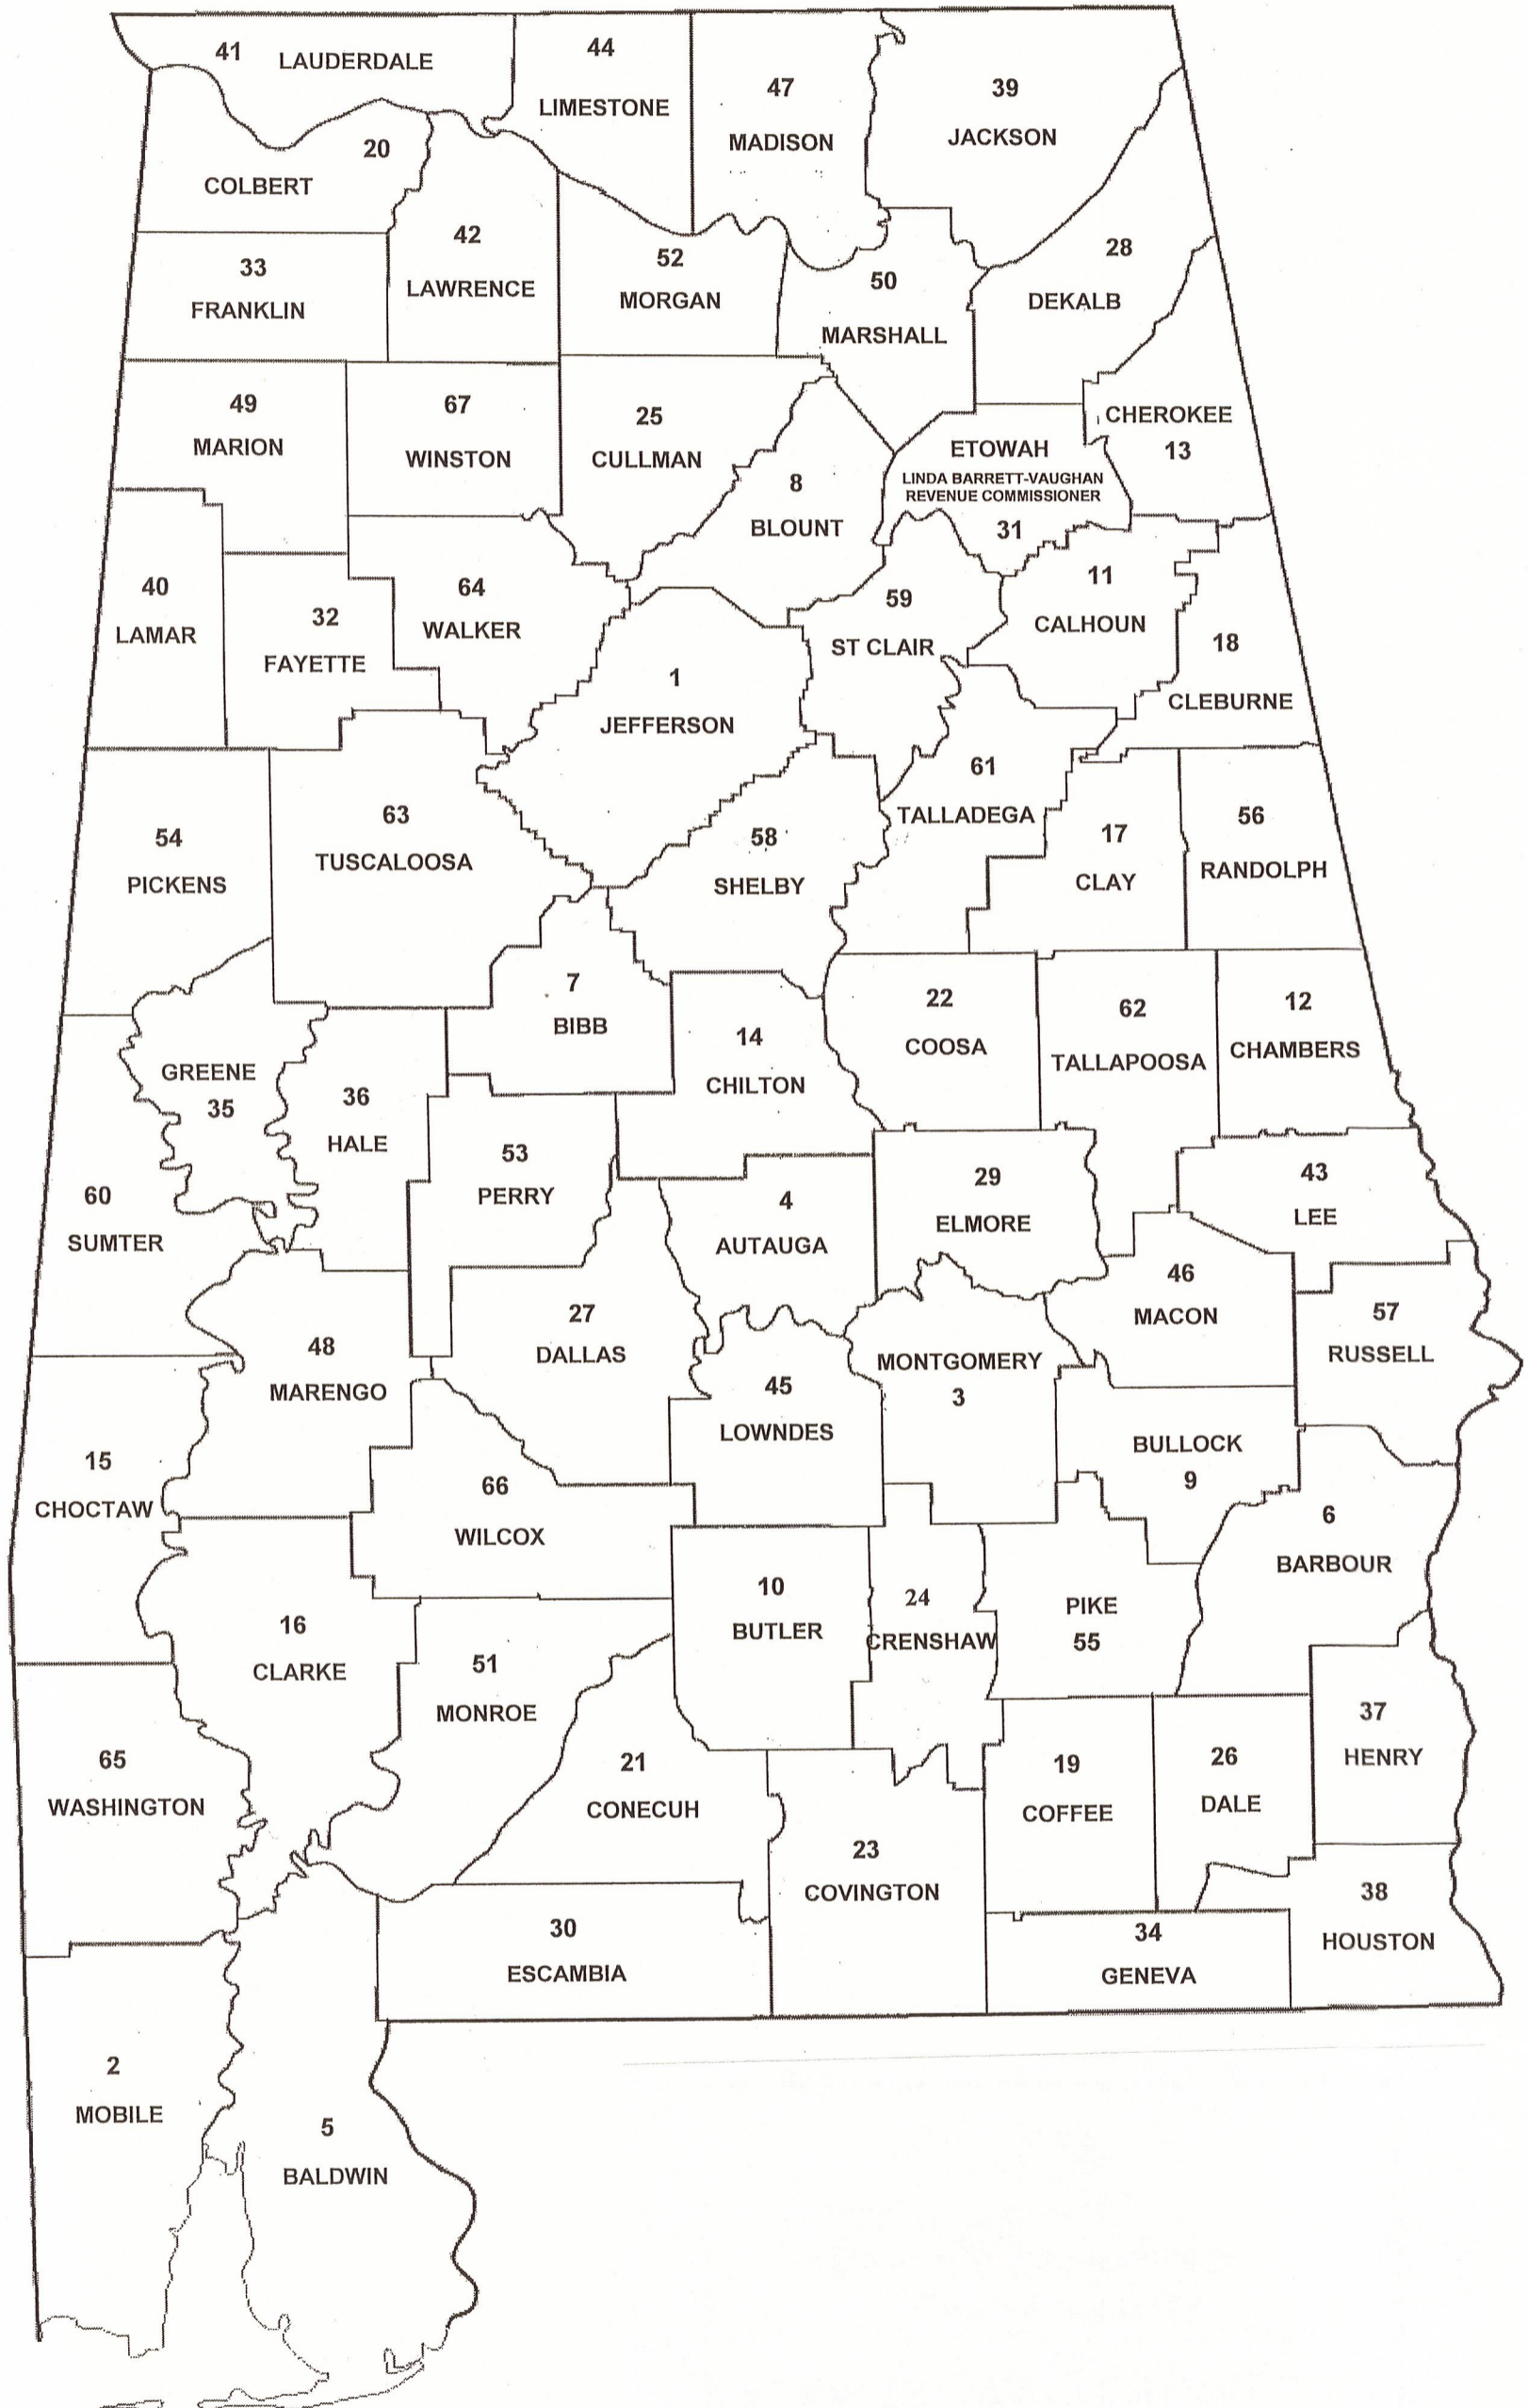 41 LAUDERDALE
44
LIMESTONE
47
MADISON
39
JACKSON
20
COLBERT
42
LAWRENCE
33
FRANKLIN
52
MORGAN
50
MARSHALL
28
DEKALB
49
MARION
67
WINSTON
25
CULLMAN
8
BLOUNT
ETOWAH
LINDA BARRETT-VAUGHAN
REVENUE COMMISSIONER
31
CHEROKEE
13
40
LAMAR
32
FAYETTE
64
WALKER
1
JEFFERSON
59
ST CLAIR
11
CALHOUN
18
CLEBURNE
54
PICKENS
63
TUSCALOOSA
58
SHELBY
61
TALLADEGA
17
CLAY
56
RANDOLPH
GREENE
35
36
HALE
7
BIBB
14
CHILTON
22
COOSA
62
TALLAPOOSA
12
CHAMBERS
60
SUMTER
53
PERRY
4
AUTAUGA
29
ELMORE
43
LEE
48
MARENGO
27
DALLAS
45
LOWNDES
MONTGOMERY
3
46
MACON
57
RUSSELL
15
CHOCTAW
66
WILCOX
BULLOCK
9
6
BARBOUR
16
CLARKE
51
MONROE
10
BUTLER
24
CRENSHAW
PIKE
55
65
WASHINGTON
21
CONECUH
23
COVINGTON
19
COFFEE
26
DALE
37
HENRY
30
ESCAMBIA
34
GENEVA
38
HOUSTON
2
MOBILE
5
BALDWIN